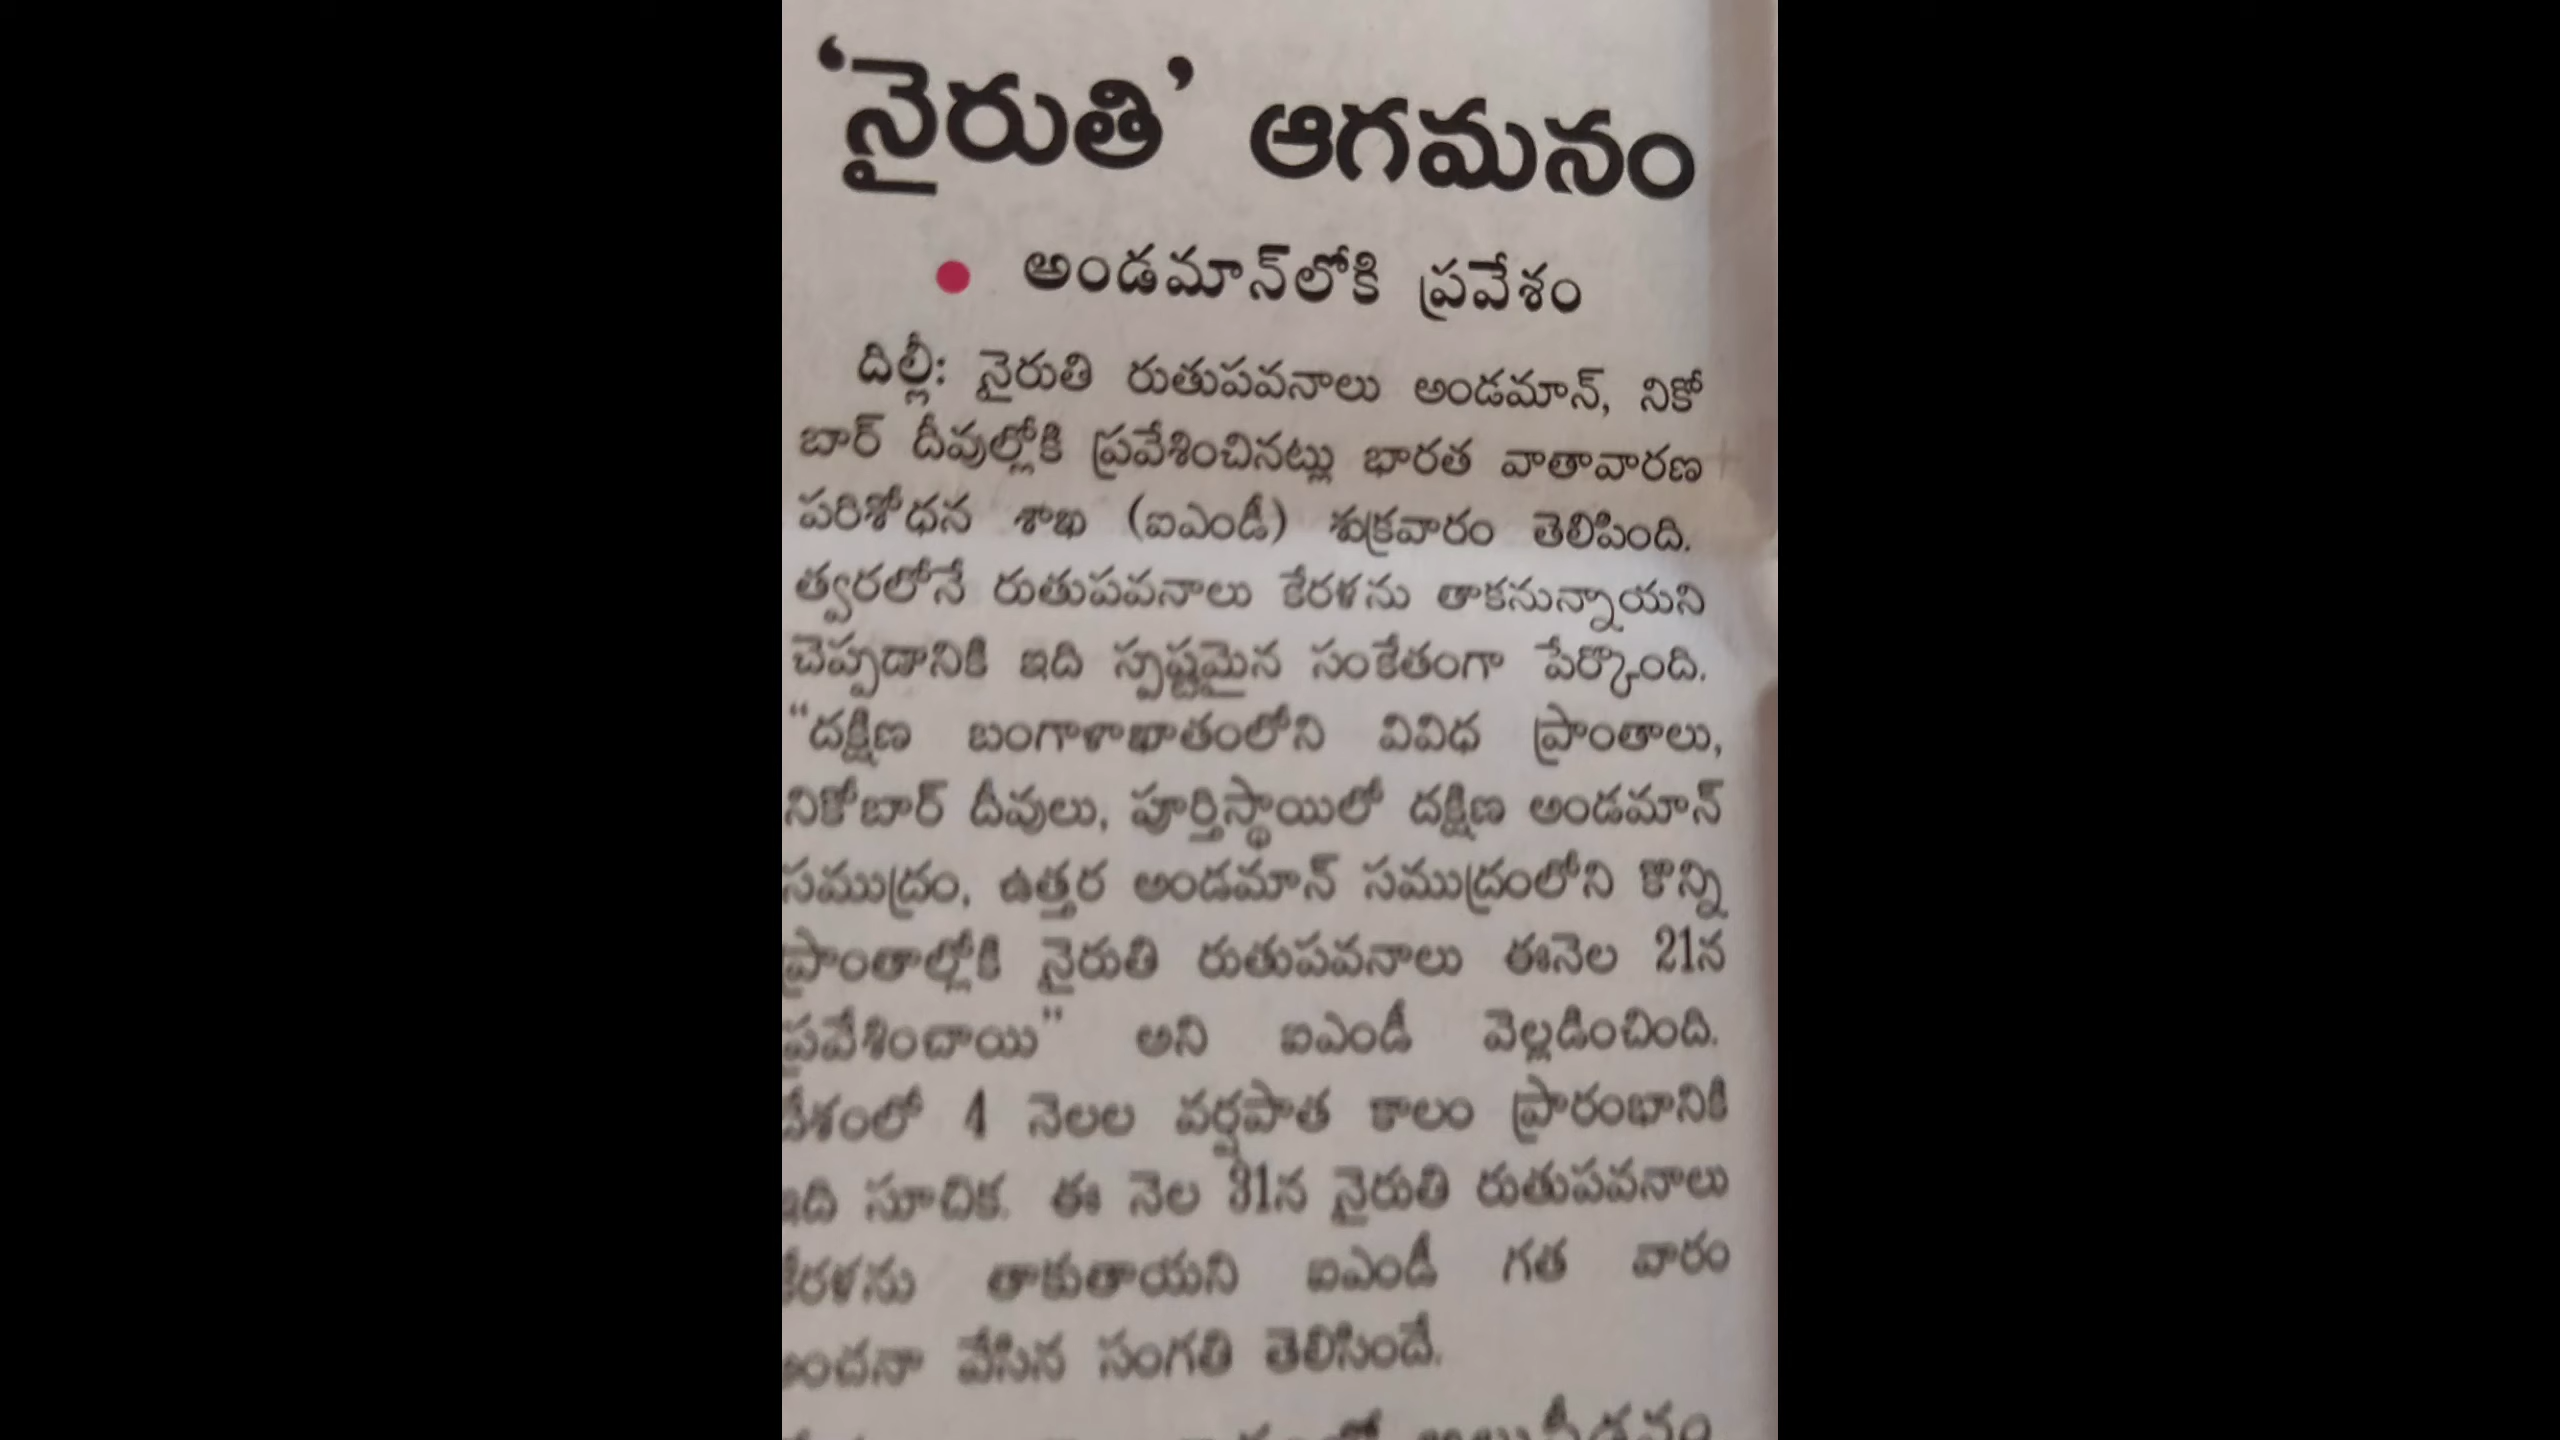 ‘నైరుతి’ ఆగమనం
• అండమాన్‌లోకి ప్రవేశం
దిల్లీ: నైరుతి రుతుపవనాలు అండమాన్, నికో
బార్ దీవుల్లోకి ప్రవేశించినట్లు భారత వాతావారణ
పరిశోధన శాఖ (ఐఎండీ) శుక్రవారం తెలిపింది.
త్వరలోనే రుతుపవనాలు కేరళను తాకనున్నాయని
చెప్పడానికి ఇది స్పష్టమైన సంకేతంగా పేర్కొంది.
“దక్షిణ బంగాళాఖాతంలోని వివిధ ప్రాంతాలు,
నికోబార్ దీవులు, పూర్తిస్థాయిలో దక్షిణ అండమాన్
సముద్రం, ఉత్తర అండమాన్ సముద్రంలోని కొన్ని
ప్రాంతాల్లోకి నైరుతి రుతుపవనాలు ఈనెల 21న
ప్రవేశించాయి” అని ఐఎండీ వెల్లడించింది.
దేశంలో 4 నెలల వర్షపాత కాలం ప్రారంభానికి
ఇది సూచిక. ఈ నెల 31న నైరుతి రుతుపవనాలు
కేరళను తాకుతాయని ఐఎండీ గత వారం
అంచనా వేసిన సంగతి తెలిసిందే.